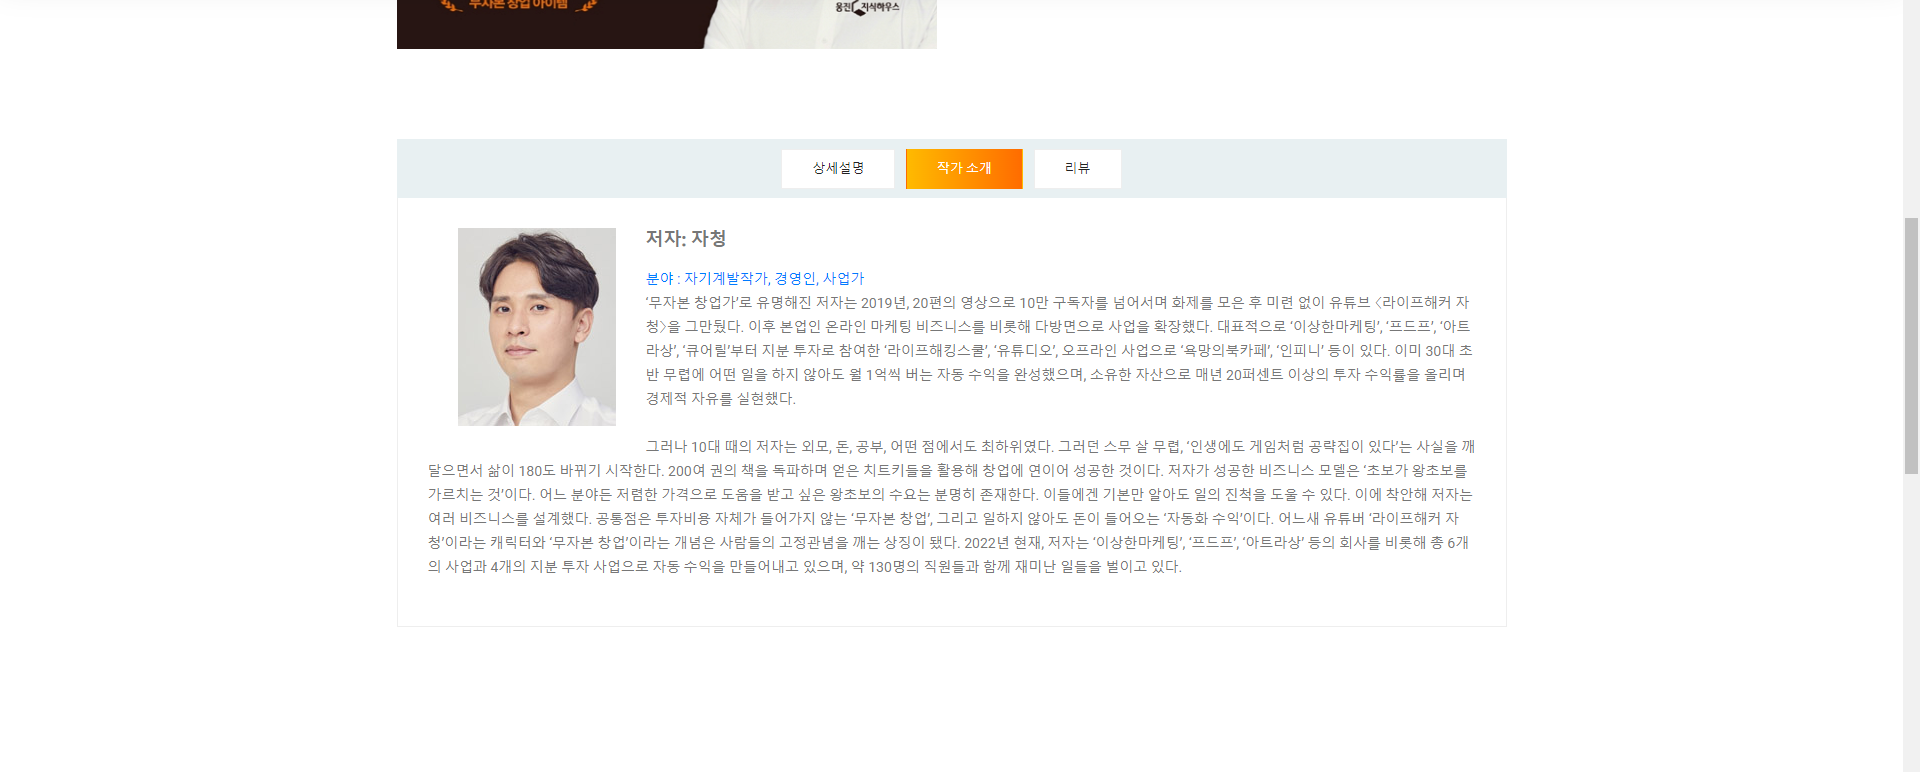 무자본 창업 아이템
웅진 지식하우스
상세설명
작가 소개
리뷰
저자: 자청
분야 : 자기계발작가, 경영인, 사업가
‘무자본 창업가’로 유명해진 저자는 2019년, 20편의 영상으로 10만 구독자를 넘어서며 화제를 모은 후 미련 없이 유튜브 〈라이프해커 자
청〉을 그만뒀다. 이후 본업인 온라인 마케팅 비즈니스를 비롯해 다방면으로 사업을 확장했다. 대표적으로 ‘이상한마케팅’, ‘프드프’, ‘아트
라상’, ‘큐어릴’부터 지분 투자로 참여한 ‘라이프해킹스쿨’, ‘유튜디오’, 오프라인 사업으로 ‘욕망의북카페’, ‘인피니’ 등이 있다. 이미 30대 초
반 무렵에 어떤 일을 하지 않아도 월 1억씩 버는 자동 수익을 완성했으며, 소유한 자산으로 매년 20퍼센트 이상의 투자 수익률을 올리며
경제적 자유를 실현했다.
그러나 10대 때의 저자는 외모, 돈, 공부, 어떤 점에서도 최하위였다. 그러던 스무 살 무렵, ‘인생에도 게임처럼 공략집이 있다’는 사실을 깨
달으면서 삶이 180도 바뀌기 시작한다. 200여 권의 책을 독파하며 얻은 치트키들을 활용해 창업에 연이어 성공한 것이다. 저자가 성공한 비즈니스 모델은 ‘초보가 왕초보를
가르치는 것’이다. 어느 분야든 저렴한 가격으로 도움을 받고 싶은 왕초보의 수요는 분명히 존재한다. 이들에겐 기본만 알아도 일의 진척을 도울 수 있다. 이에 착안해 저자는
여러 비즈니스를 설계했다. 공통점은 투자비용 자체가 들어가지 않는 ‘무자본 창업’, 그리고 일하지 않아도 돈이 들어오는 ‘자동화 수익’이다. 어느새 유튜버 ‘라이프해커 자
청’이라는 캐릭터와 ‘무자본 창업’이라는 개념은 사람들의 고정관념을 깨는 상징이 됐다. 2022년 현재, 저자는 ‘이상한마케팅’, ‘프드프’, ‘아트라상’ 등의 회사를 비롯해 총 6개
의 사업과 4개의 지분 투자 사업으로 자동 수익을 만들어내고 있으며, 약 130명의 직원들과 함께 재미난 일들을 벌이고 있다.